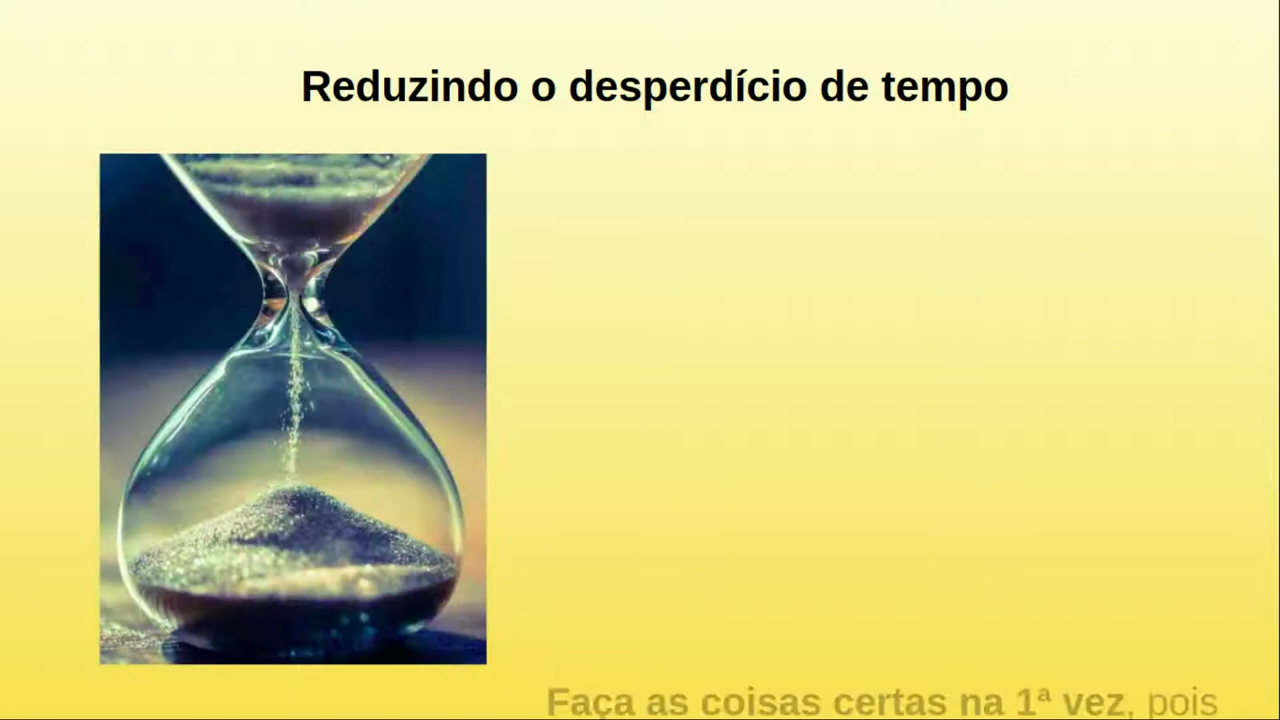 Reduzindo o desperdício de tempo
Faça as coisas certas na 1ª vez, pois